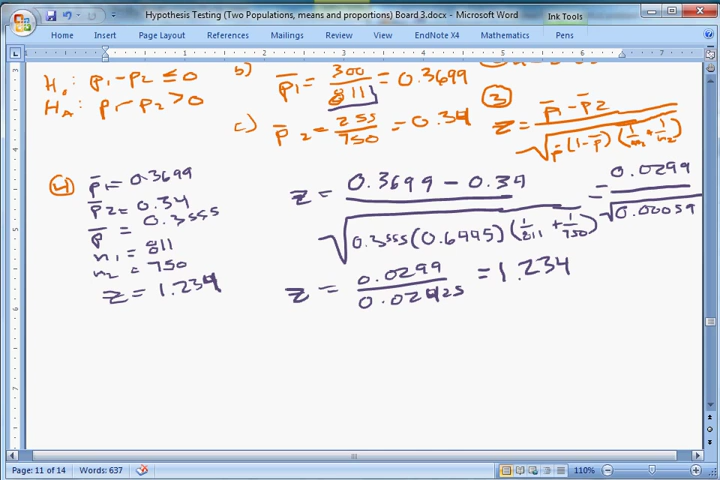 Hypothesis Testing (Two Populations, means and proportions) Board 3.docx - Microsoft Word
Ink Tools
Home Insert Page Layout References Mailings Review View EndNote X4 Mathematics Pens
H₀: p₁-p₂ ≤ 0
Hₐ: p₁-p₂ > 0
b) p̄₁ = 300/811 = 0.3699
c) p̄₂ = 255/750 = 0.34
③ z = p̄₁-p̄₂/√p̄(1-p̄)(1/n₁+1/n₂)
④ p̄₁=0.3699
p̄₂=0.34
p̄ = 0.3555
n₁ = 811
n₂ = 750
z = 1.234
z = 0.3699 - 0.34/√0.3555(0.6445)(1/811+1/750) = 0.0299/√0.00059
z = 0.0299/0.02425 = 1.234
Page: 11 of 14 Words: 637 110%